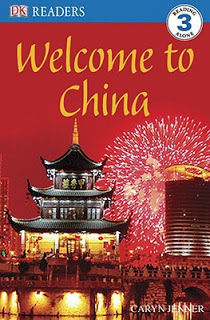 DK READERS
READING
3
ALONE
Welcome to
China
CARYN JENNER